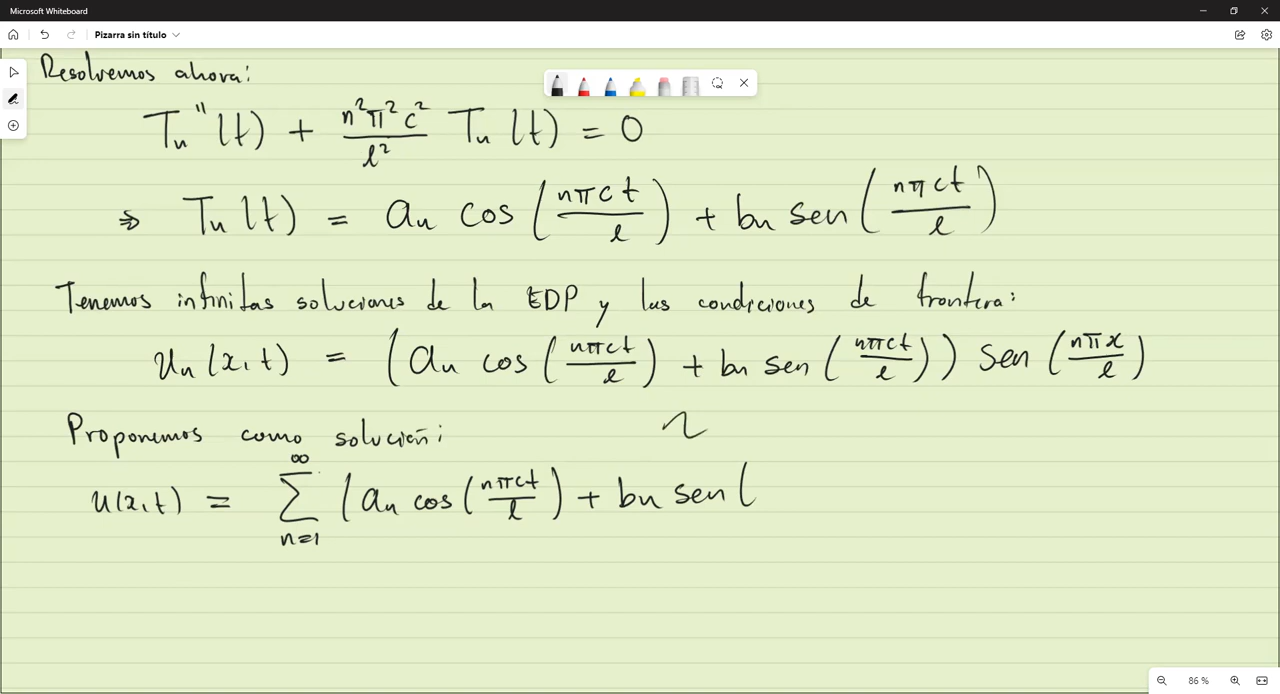 Microsoft Whiteboard
Pizarra sin título
Resolvemos ahora:
Tn''(t) + n²π²c²/l² Tn(t) = 0
⇒ Tn(t) = an cos(nπct/l) + bn sen(nπct/l)
Tenemos infinitas soluciones de la EDP y las condiciones de frontera:
un(x,t) = (an cos(nπct/l) + bn sen(nπct/l)) sen(nπx/l)
Proponemos como solución:
u(x,t) = ∑_{n=1}^{∞} (an cos(nπct/l) + bn sen(
86 %